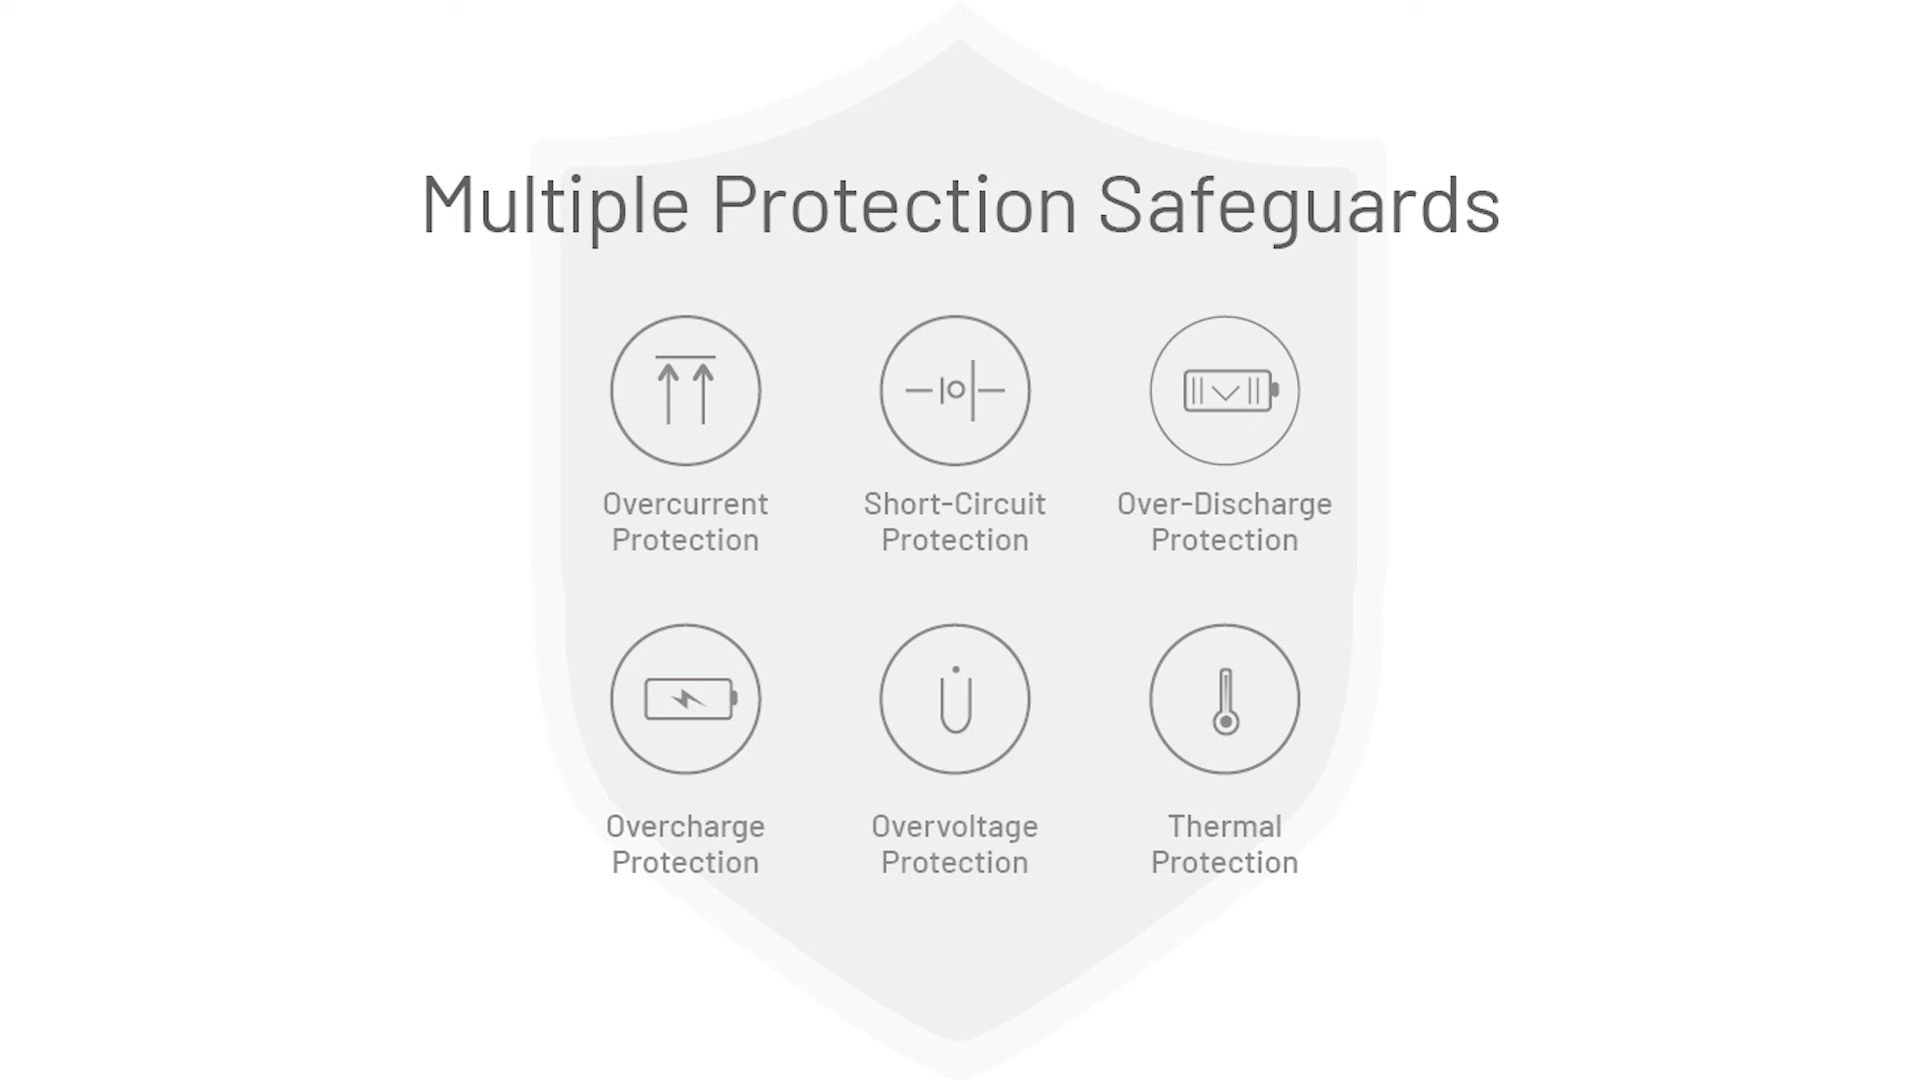 Multiple Protection Safeguards
Overcurrent
Protection
Short-Circuit
Protection
Over-Discharge
Protection
Overcharge
Protection
Overvoltage
Protection
Thermal
Protection